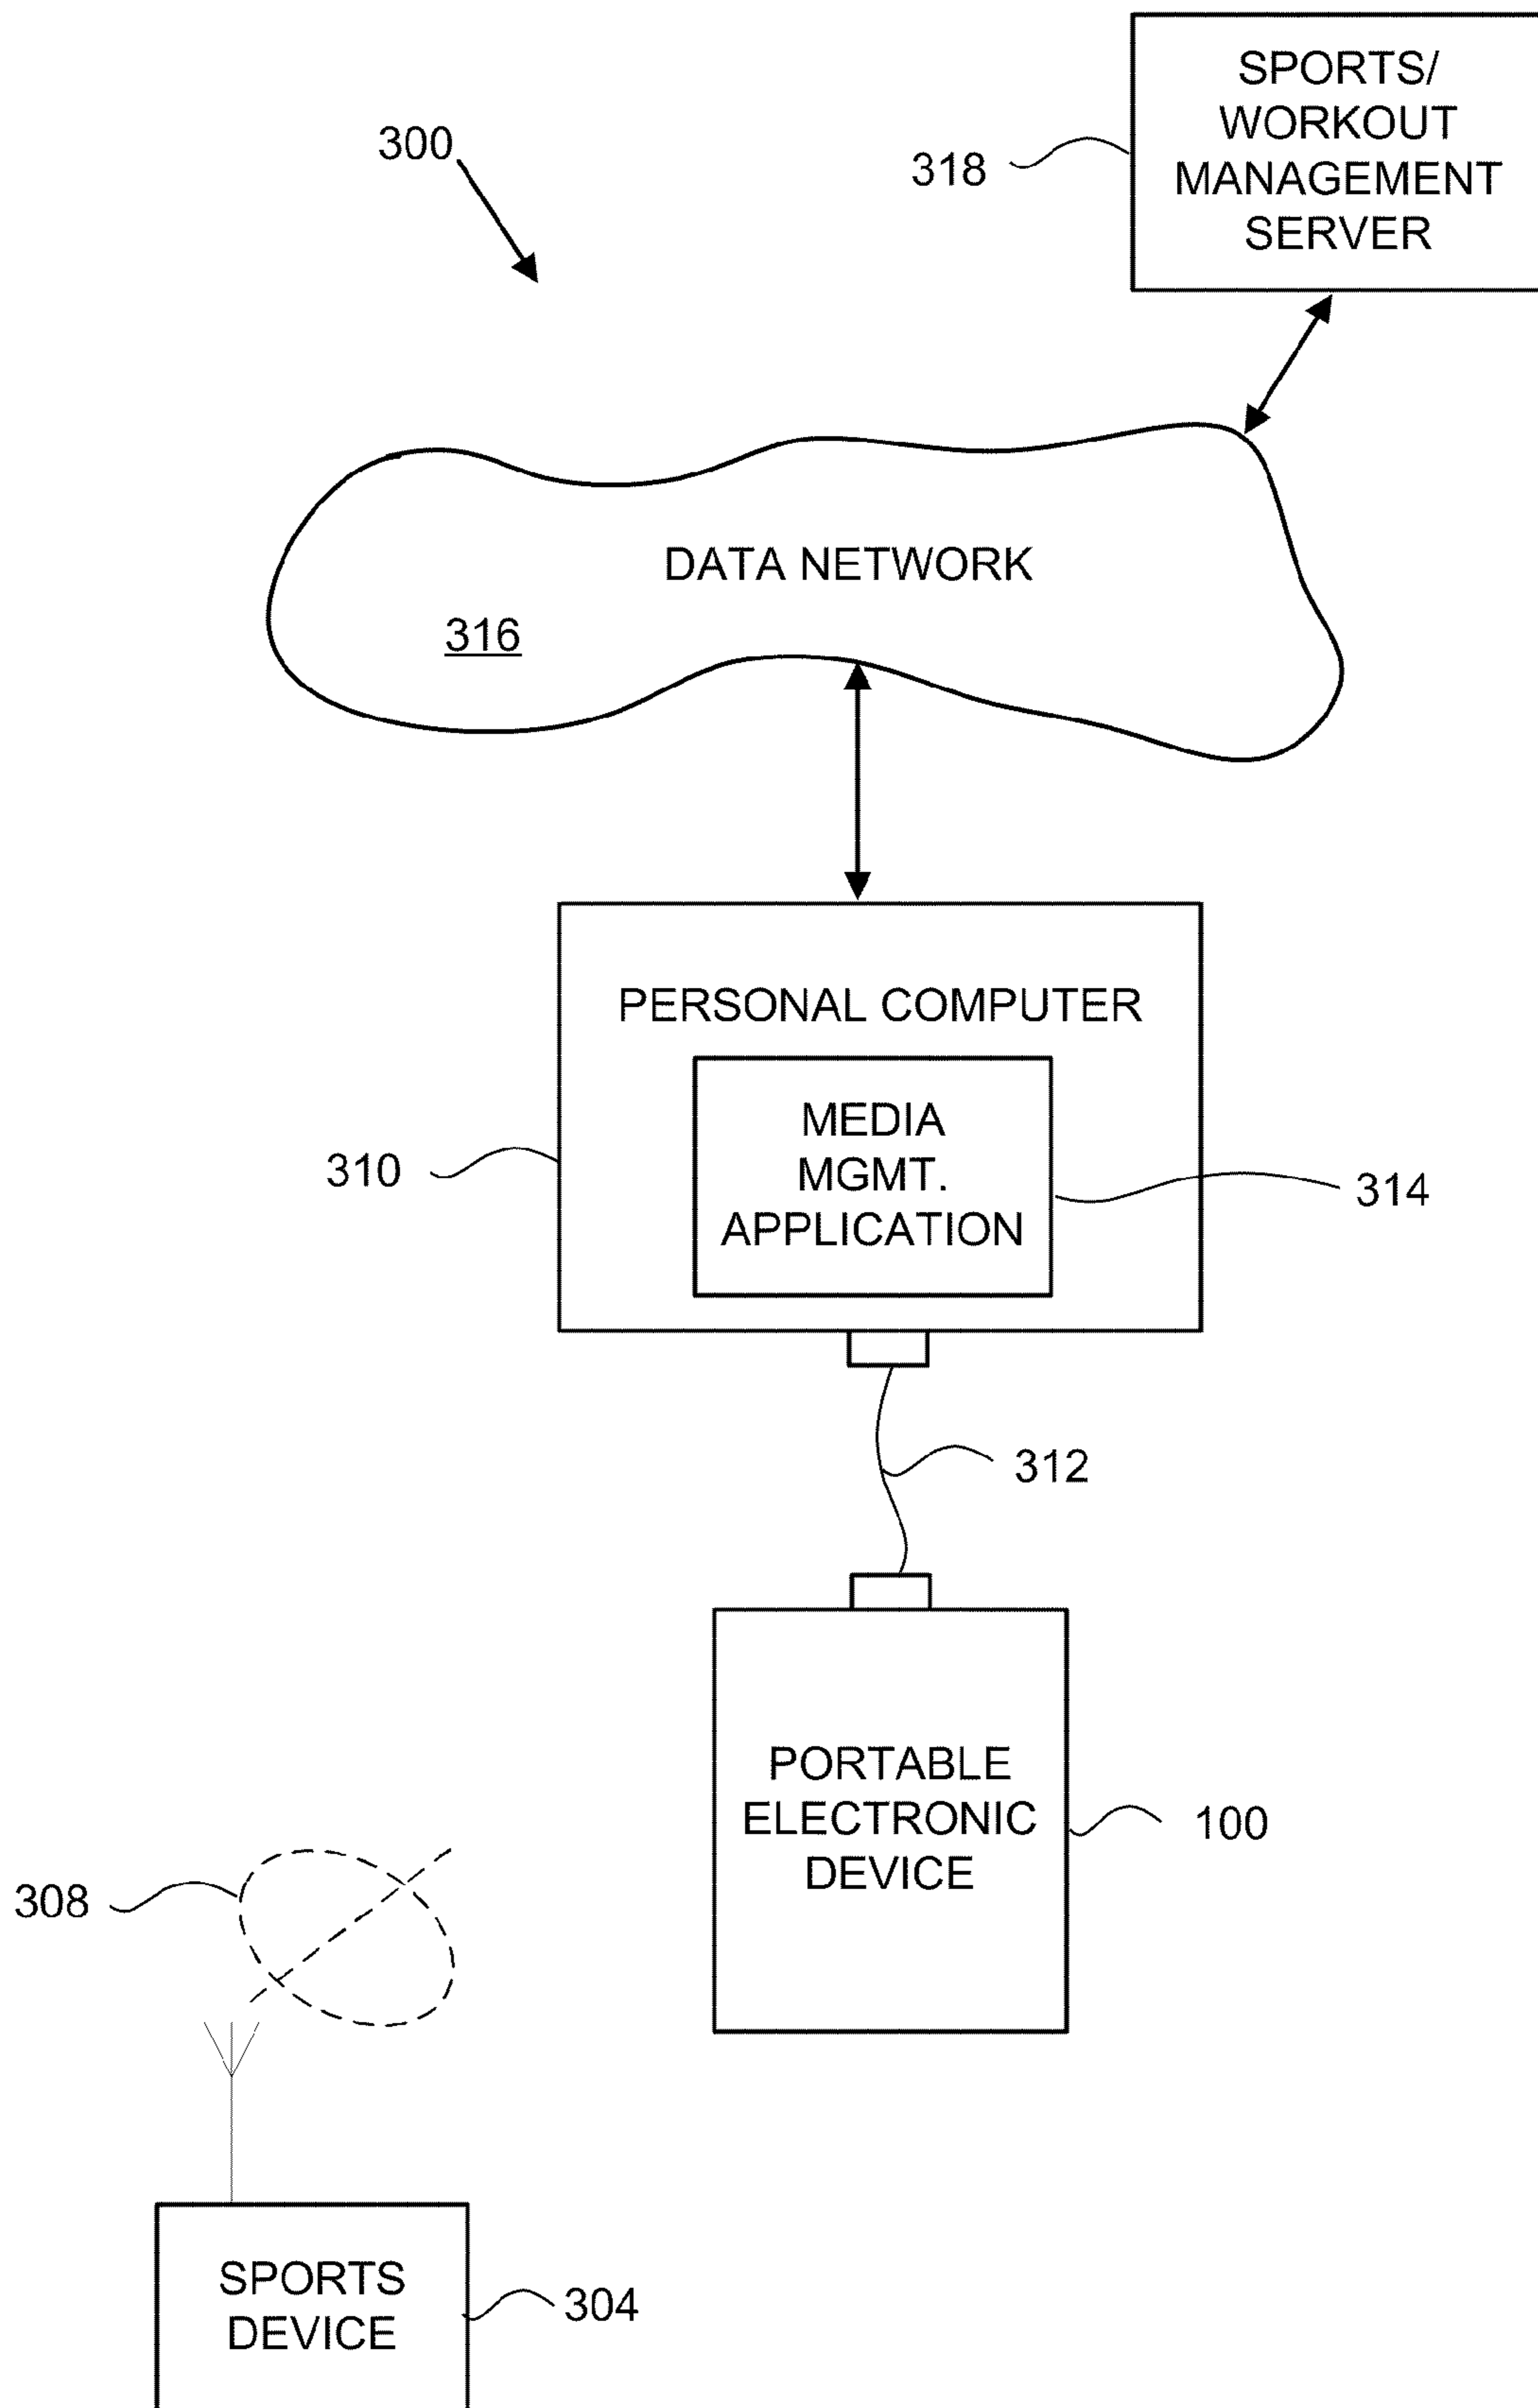 SPORTS/
WORKOUT
MANAGEMENT
SERVER
300
318
DATA NETWORK
316
PERSONAL COMPUTER
MEDIA
MGMT.
APPLICATION
310
314
312
PORTABLE
ELECTRONIC
DEVICE
100
308
SPORTS
DEVICE
304